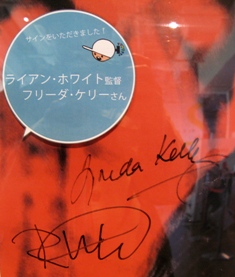 サインをいただきました！
ライアン・ホワイト監督
フリーダ・ケリーさん
Freda Kelly